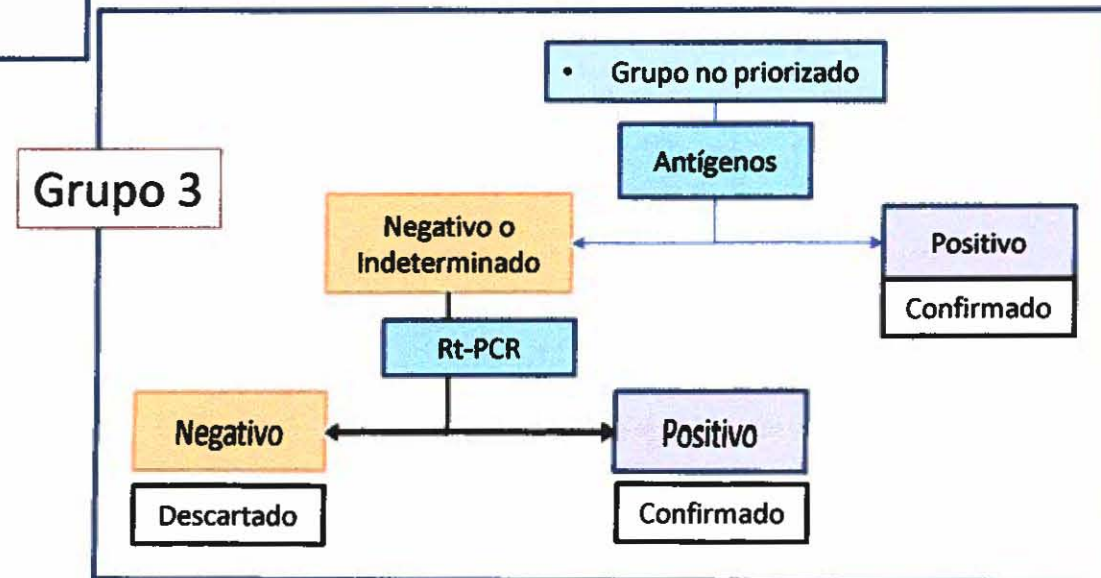 • Grupo no priorizado
Antígenos
Grupo 3
Negativo o
Indeterminado
Positivo
Confirmado
Rt-PCR
Negativo
Positivo
Descartado
Confirmado